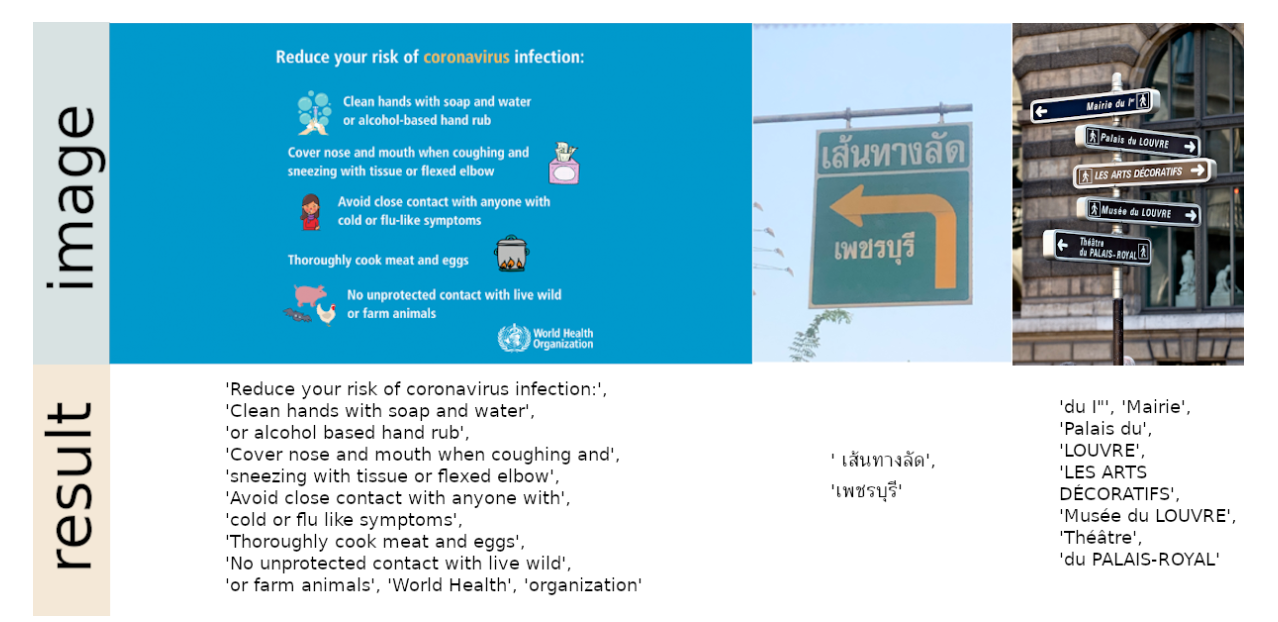 image
Reduce your risk of coronavirus infection:
Clean hands with soap and water
or alcohol-based hand rub
Cover nose and mouth when coughing and
sneezing with tissue or flexed elbow
Avoid close contact with anyone with
cold or flu-like symptoms
Thoroughly cook meat and eggs
No unprotected contact with live wild
or farm animals
World Health
Organization
เส้นทางลัด
เพชรบุรี
Mairie du Ier
Palais du LOUVRE
LES ARTS DÉCORATIFS
Musée du LOUVRE
Théâtre
du PALAIS-ROYAL
result
'Reduce your risk of coronavirus infection:',
'Clean hands with soap and water',
'or alcohol based hand rub',
'Cover nose and mouth when coughing and',
'sneezing with tissue or flexed elbow',
'Avoid close contact with anyone with',
'cold or flu like symptoms',
'Thoroughly cook meat and eggs',
'No unprotected contact with live wild',
'or farm animals', 'World Health', 'organization'
' เส้นทางลัด',
'เพชรบุรี'
'du I"', 'Mairie',
'Palais du',
'LOUVRE',
'LES ARTS
DÉCORATIFS',
'Musée du LOUVRE',
'Théâtre',
'du PALAIS-ROYAL'